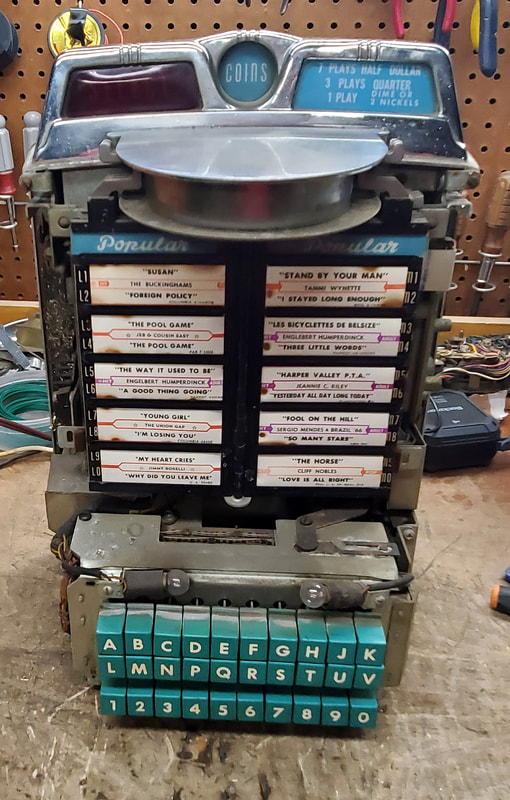 COINS
7 PLAYS HALF DOLLAR
3 PLAYS QUARTER
1 PLAY DIME OR 2 NICKELS
Popular
Popular
L1 "SUSAN"
THE BUCKINGHAMS
L2 "FOREIGN POLICY"
L3 "THE POOL GAME"
JEB & COUSIN EASY
L4 "THE POOL GAME"
L5 "THE WAY IT USED TO BE"
ENGELBERT HUMPERDINCK
L6 "A GOOD THING GOING"
L7 "YOUNG GIRL"
THE UNION GAP
L8 "I'M LOSING YOU"
L9 "MY HEART CRIES"
JIMMY ROSELLI
L0 "WHY DID YOU LEAVE ME"
"STAND BY YOUR MAN" M1
TAMMY WYNETTE
"I STAYED LONG ENOUGH" M2
"LES BICYCLETTES DE BELSIZE" M3
ENGLEBERT HUMPERDINCK
"THREE LITTLE WORDS"
"HARPER VALLEY P.T.A." M5
JEANNIE C. RILEY
"YESTERDAY ALL DAY LONG TODAY" M6
"FOOL ON THE HILL" M7
SERGIO MENDES & BRAZIL '66
"SO MANY STARS"
"THE HORSE"
CLIFF NOBLES
"LOVE IS ALL RIGHT"
A B C D E F G H J K
L M N P Q R S T U V
1 2 3 4 5 6 7 8 9 0